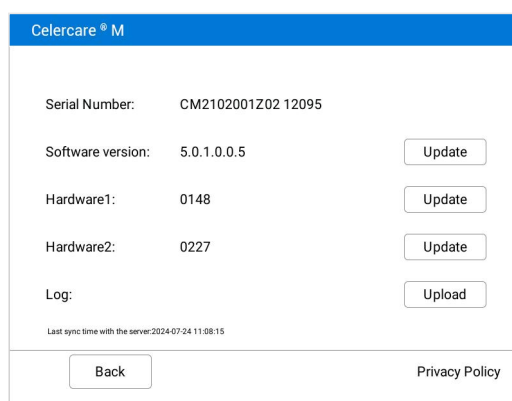 Celercare ® M
Serial Number: CM2102001Z02 12095
Software version: 5.0.1.0.0.5 Update
Hardware1: 0148 Update
Hardware2: 0227 Update
Log: Upload
Last sync time with the server:2024-07-24 11:08:15
Back Privacy Policy